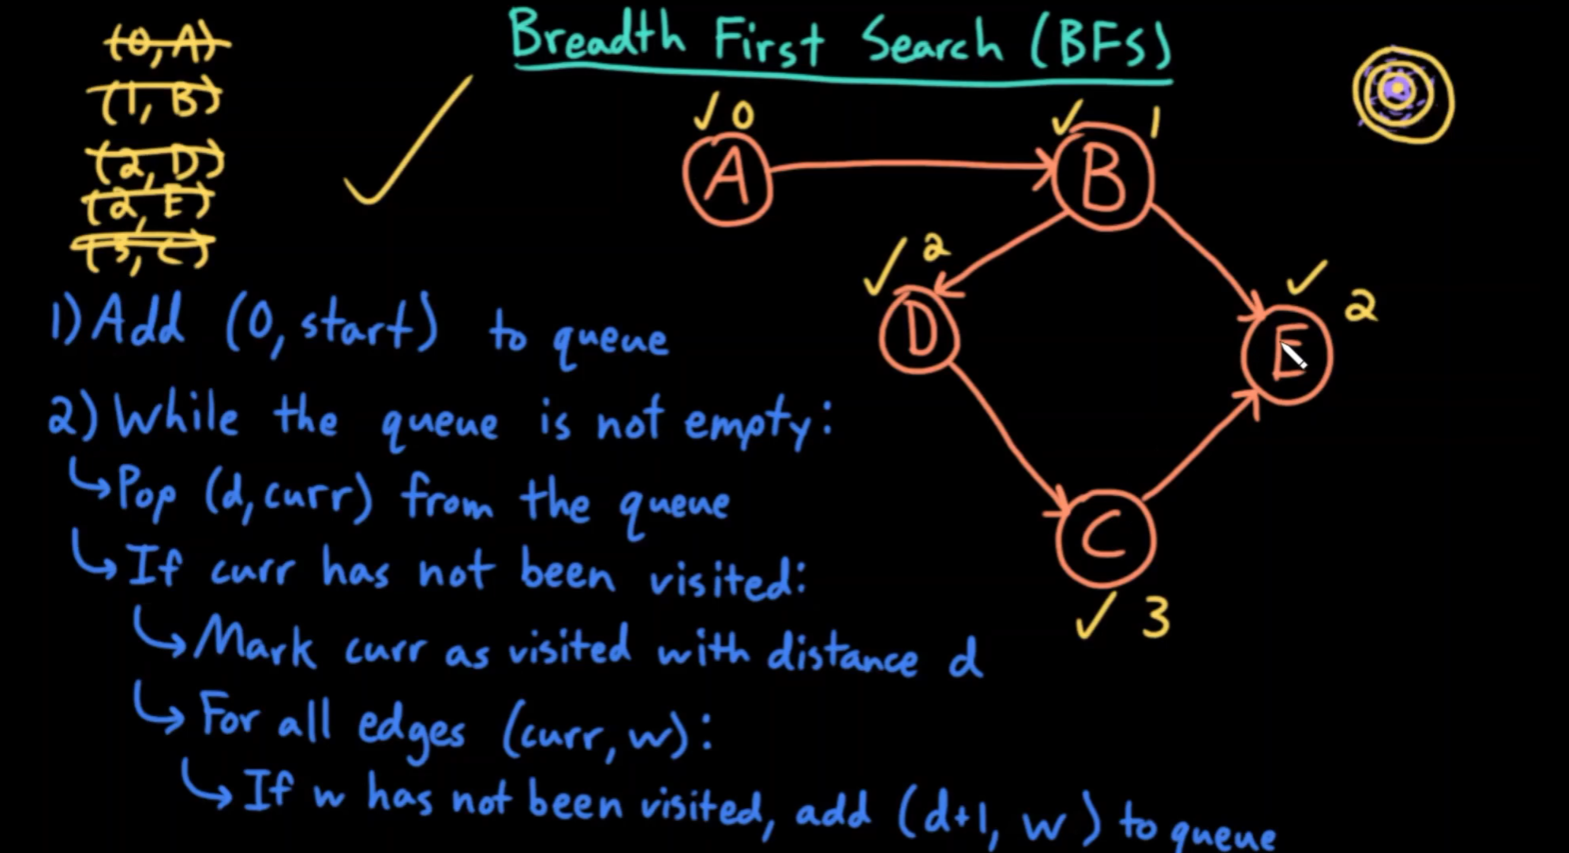 Breadth First Search (BFS)
(0, A)
(1, B)
(2, D)
(2, E)
(3, C)
✓ 0
A
✓ 1
B
✓ 2
D
✓ 2
E
C
✓ 3
1) Add (0, start) to queue
2) While the queue is not empty:
↳ Pop (d, curr) from the queue
↳ If curr has not been visited:
↳ Mark curr as visited with distance d
↳ For all edges (curr, w):
↳ If w has not been visited, add (d+1, w) to queue